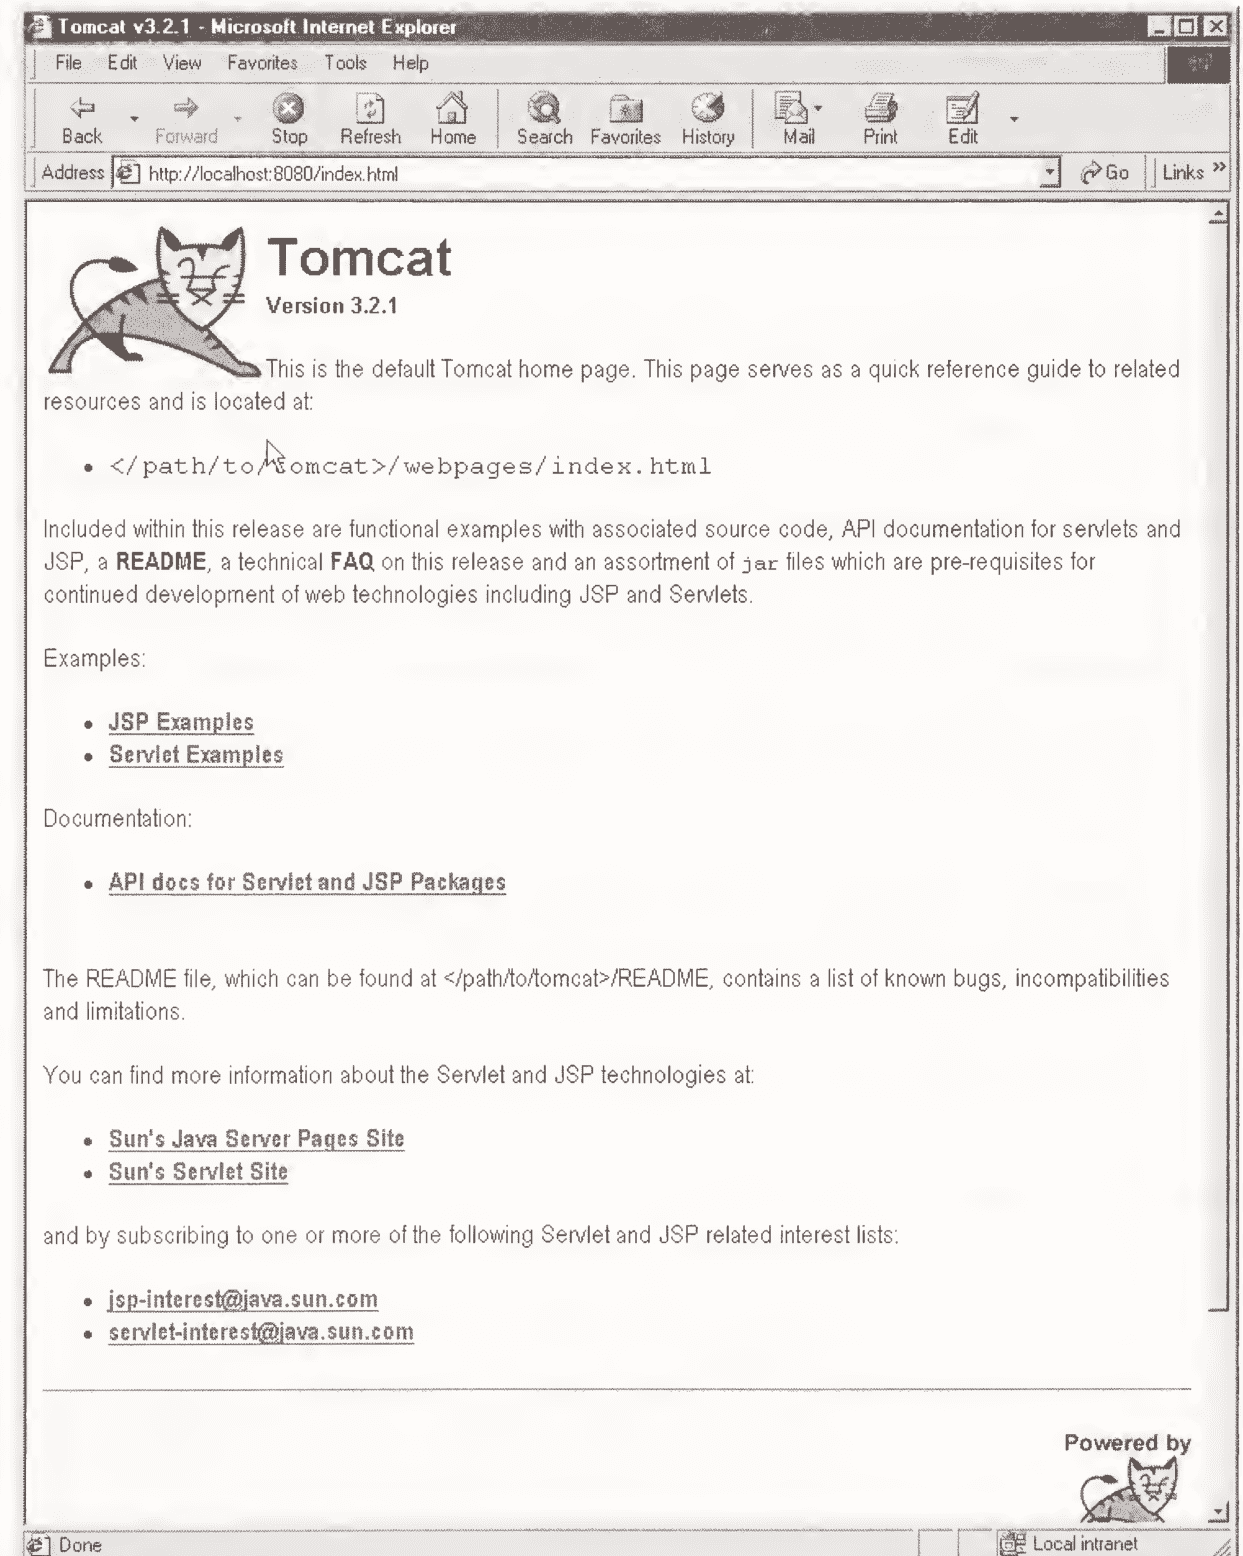 Tomcat v3.2.1 - Microsoft Internet Explorer
File Edit View Favorites Tools Help
Back Forward Stop Refresh Home Search Favorites History Mail Print Edit
Address http://localhost:8080/index.html Go Links »
Tomcat
Version 3.2.1
This is the default Tomcat home page. This page serves as a quick reference guide to related
resources and is located at:
• </path/to/tomcat>/webpages/index.html
Included within this release are functional examples with associated source code, API documentation for servlets and
JSP, a README, a technical FAQ on this release and an assortment of jar files which are pre-requisites for
continued development of web technologies including JSP and Servlets.
Examples:
• JSP Examples
• Servlet Examples
Documentation:
• API docs for Servlet and JSP Packages
The README file, which can be found at </path/to/tomcat>/README, contains a list of known bugs, incompatibilities
and limitations.
You can find more information about the Servlet and JSP technologies at:
• Sun's Java Server Pages Site
• Sun's Servlet Site
and by subscribing to one or more of the following Servlet and JSP related interest lists:
• jsp-interest@java.sun.com
• servlet-interest@java.sun.com
Powered by
Done Local intranet